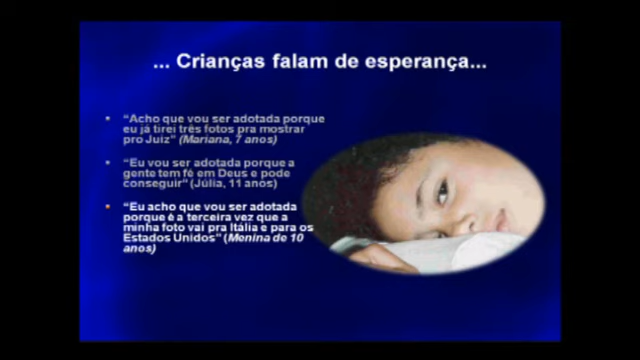 ... Crianças falam de esperança...
“Acho que vou ser adotada porque
eu já tirei três fotos pra mostrar
pro Juiz” (Mariana, 7 anos)
“Eu vou ser adotada porque a
gente tem fé em Deus e pode
conseguir“ (Júlia, 11 anos)
“Eu acho que vou ser adotada
porque é a terceira vez que a
minha foto vai pra Itália e para os
Estados Unidos” (Menina de 10
anos)